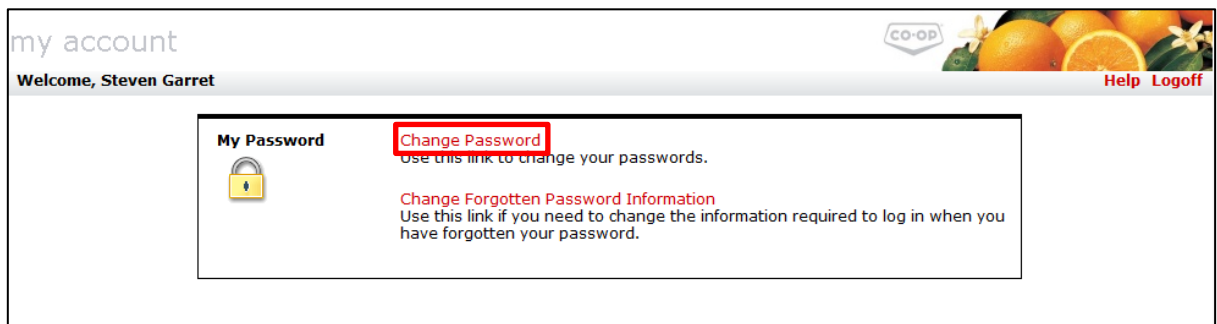 my account
CO-OP
Welcome, Steven Garret
Help Logoff
My Password
Change Password
Use this link to change your passwords.
Change Forgotten Password Information
Use this link if you need to change the information required to log in when you
have forgotten your password.